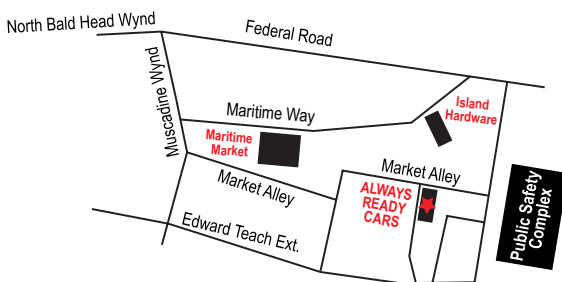 North Bald Head Wynd
Federal Road
Muscadine Wynd
Maritime Way
Island
Hardware
Maritime
Market
Market Alley
Market Alley
ALWAYS
READY
CARS
Public Safety
Complex
Edward Teach Ext.